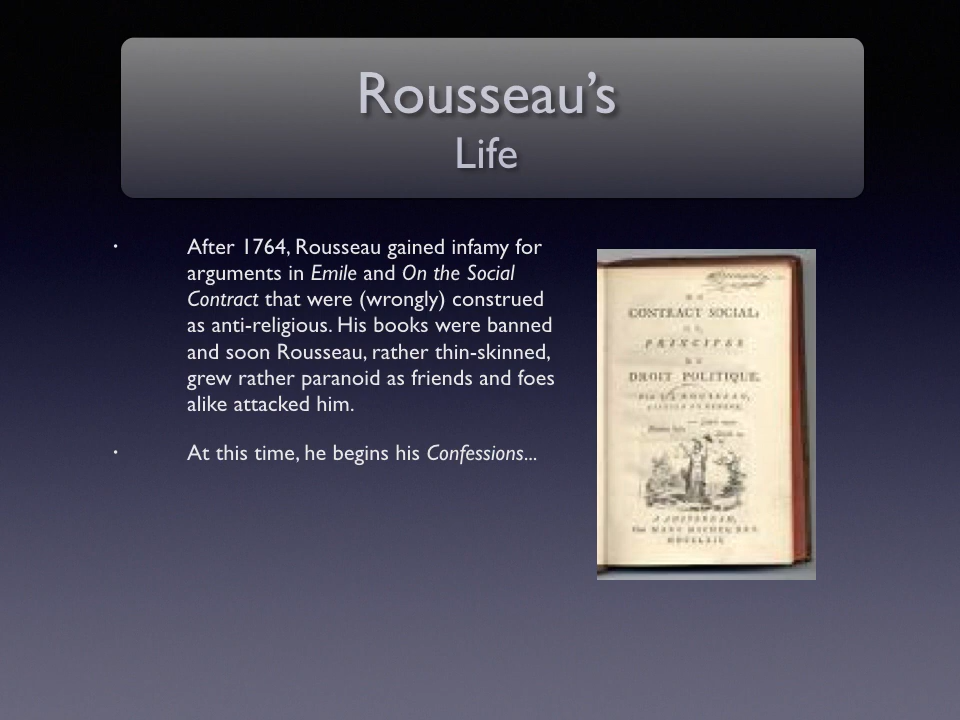 Rousseau’s
Life
• After 1764, Rousseau gained infamy for
arguments in Emile and On the Social
Contract that were (wrongly) construed
as anti-religious. His books were banned
and soon Rousseau, rather thin-skinned,
grew rather paranoid as friends and foes
alike attacked him.
• At this time, he begins his Confessions...
CONTRACT SOCIAL;
PRINCIPES
DROIT POLITIQUE.
A AMSTERDAM,